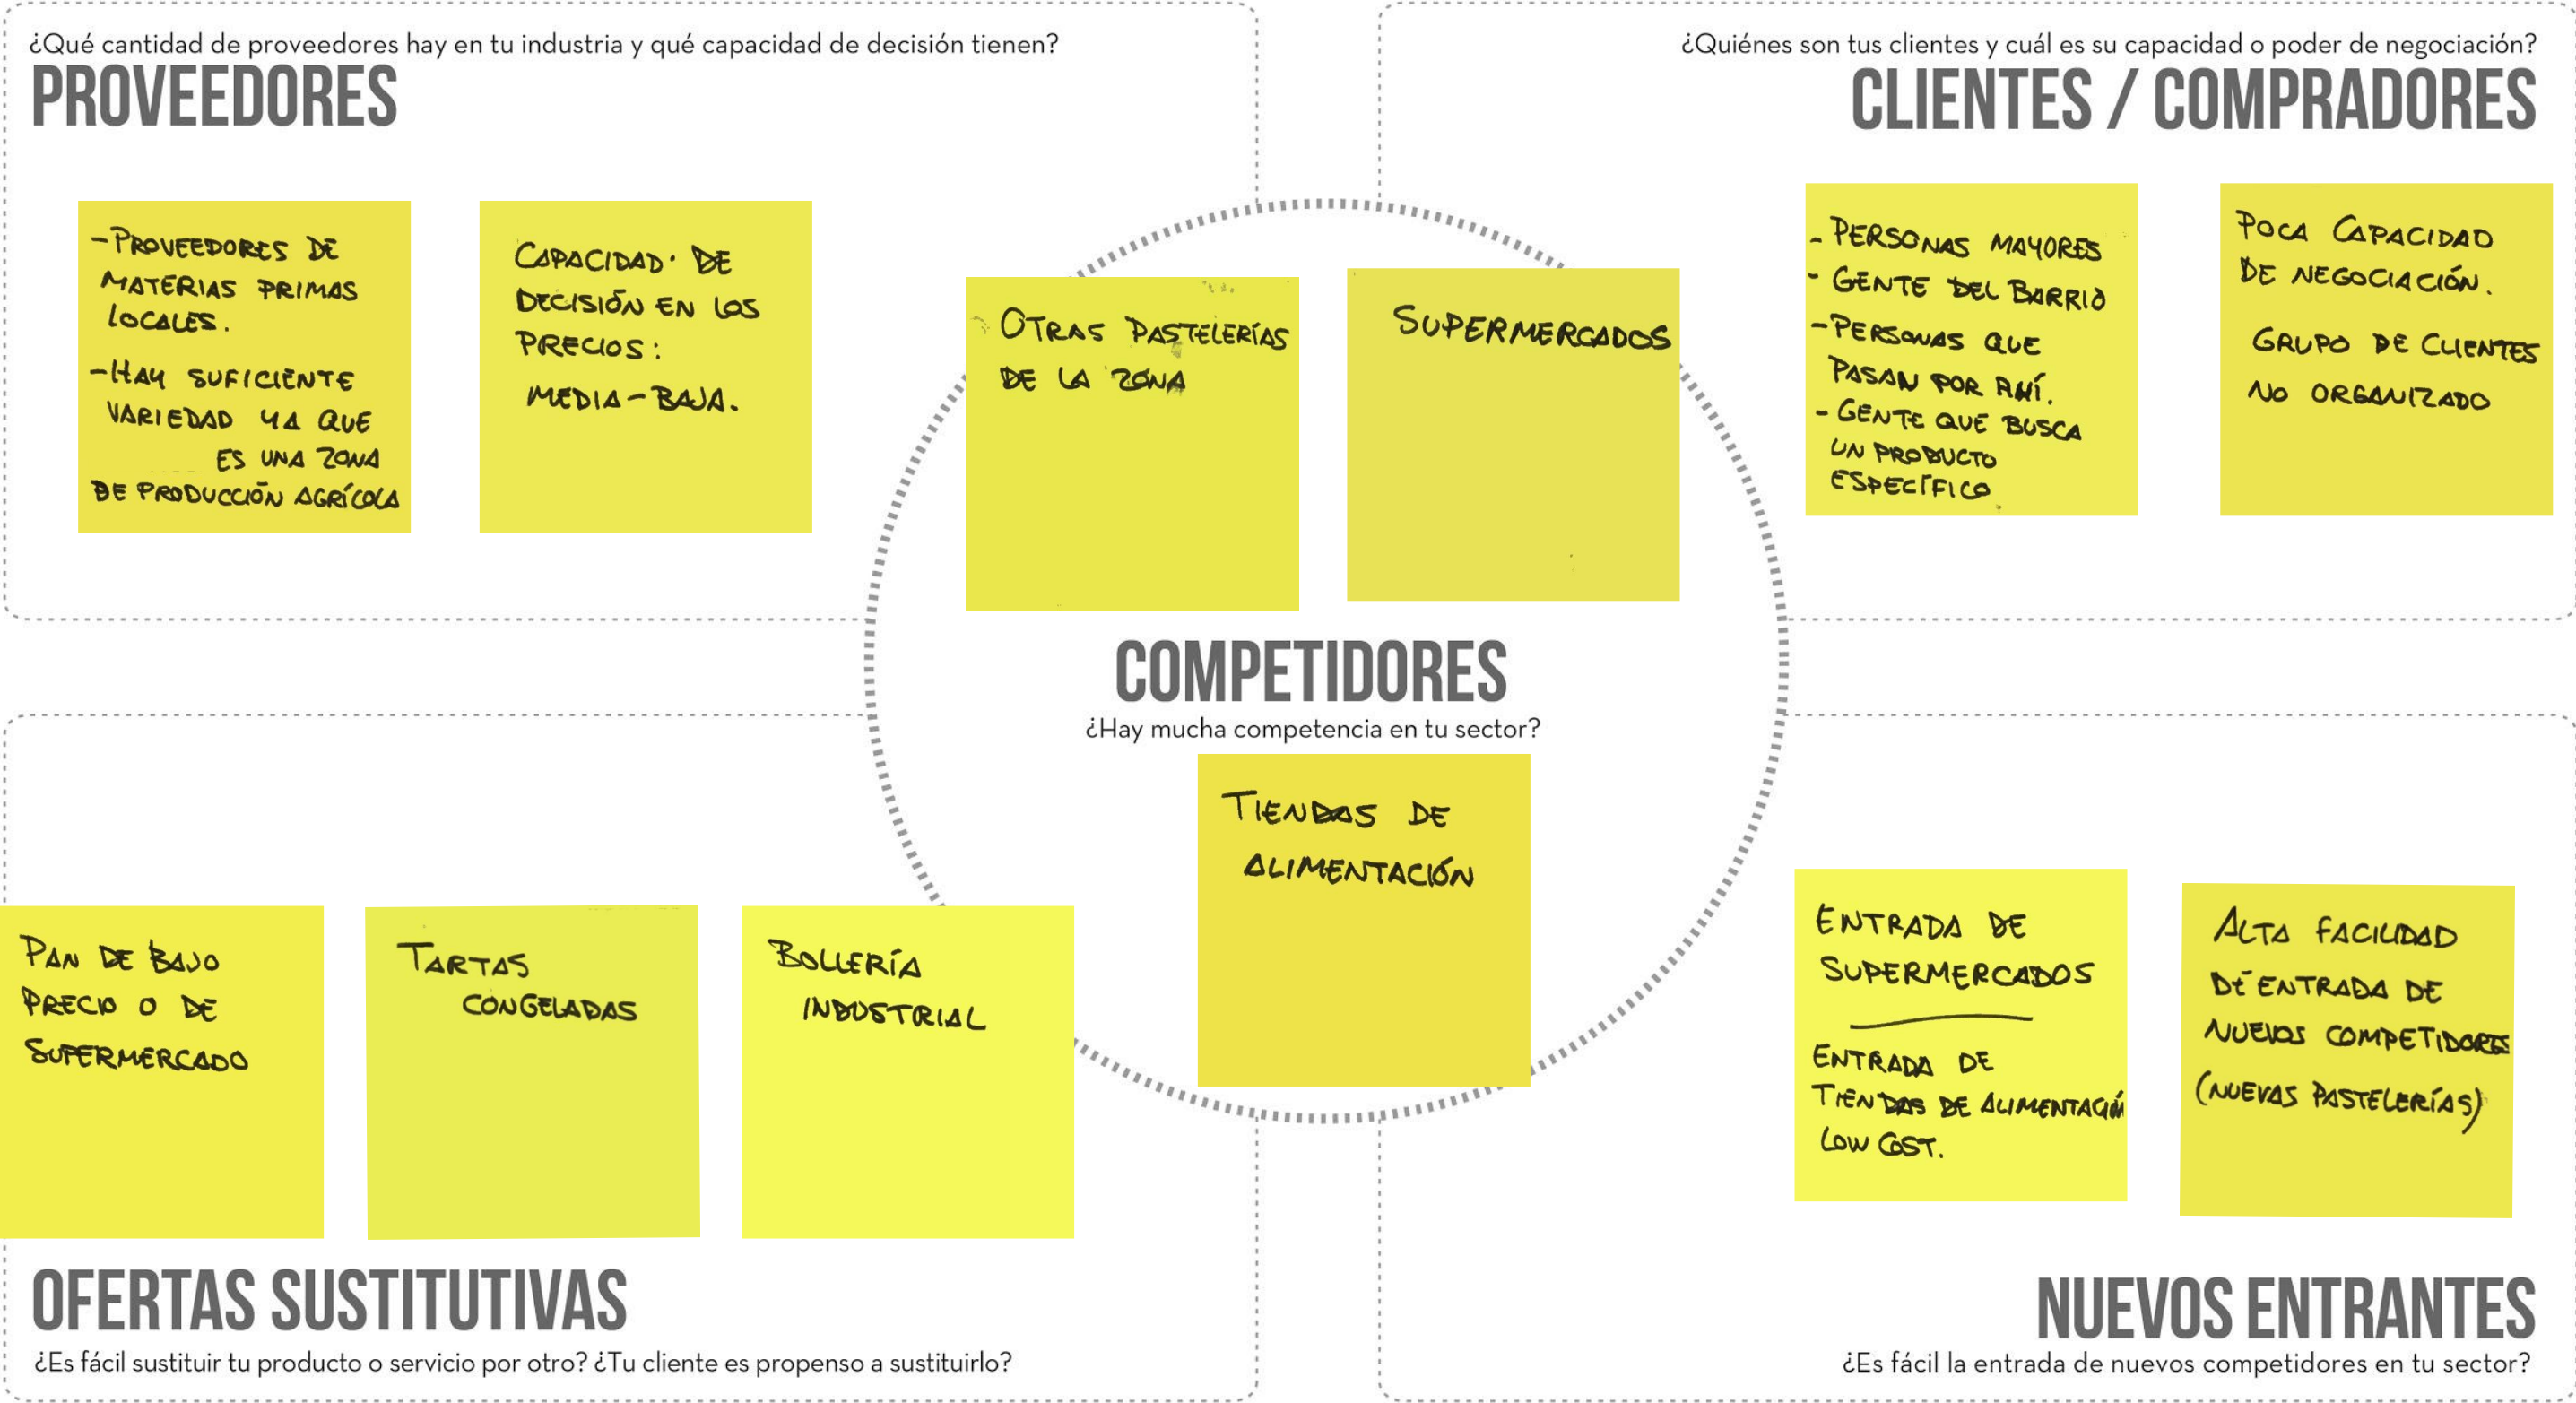 ¿Qué cantidad de proveedores hay en tu industria y qué capacidad de decisión tienen?
PROVEEDORES
-PROVEEDORES DE
MATERIAS PRIMAS
LOCALES.
-HAY SUFICIENTE
VARIEDAD YA QUE
ES UNA ZONA
DE PRODUCCIÓN AGRÍCOLA
CAPACIDAD DE
DECISIÓN EN LOS
PRECIOS:
MEDIA-BAJA.
¿Quiénes son tus clientes y cuál es su capacidad o poder de negociación?
CLIENTES / COMPRADORES
- PERSONAS MAYORES
- GENTE DEL BARRIO
-PERSONAS QUE
PASAN POR AHÍ.
- GENTE QUE BUSCA
UN PRODUCTO
ESPECÍFICO
POCA CAPACIDAD
DE NEGOCIACIÓN.
GRUPO DE CLIENTES
NO ORGANIZADO
OTRAS PASTELERÍAS
DE LA ZONA
SUPERMERCADOS
COMPETIDORES
¿Hay mucha competencia en tu sector?
TIENDAS DE
ALIMENTACIÓN
PAN DE BAJO
PRECIO O DE
SUPERMERCADO
TARTAS
CONGELADAS
BOLLERÍA
INDUSTRIAL
OFERTAS SUSTITUTIVAS
¿Es fácil sustituir tu producto o servicio por otro? ¿Tu cliente es propenso a sustituirlo?
ENTRADA DE
SUPERMERCADOS
ENTRADA DE
TIENDAS DE ALIMENTACIÓN
LOW COST.
ALTA FACILIDAD
DE ENTRADA DE
NUEVOS COMPETIDORES
(NUEVAS PASTELERÍAS)
NUEVOS ENTRANTES
¿Es fácil la entrada de nuevos competidores en tu sector?